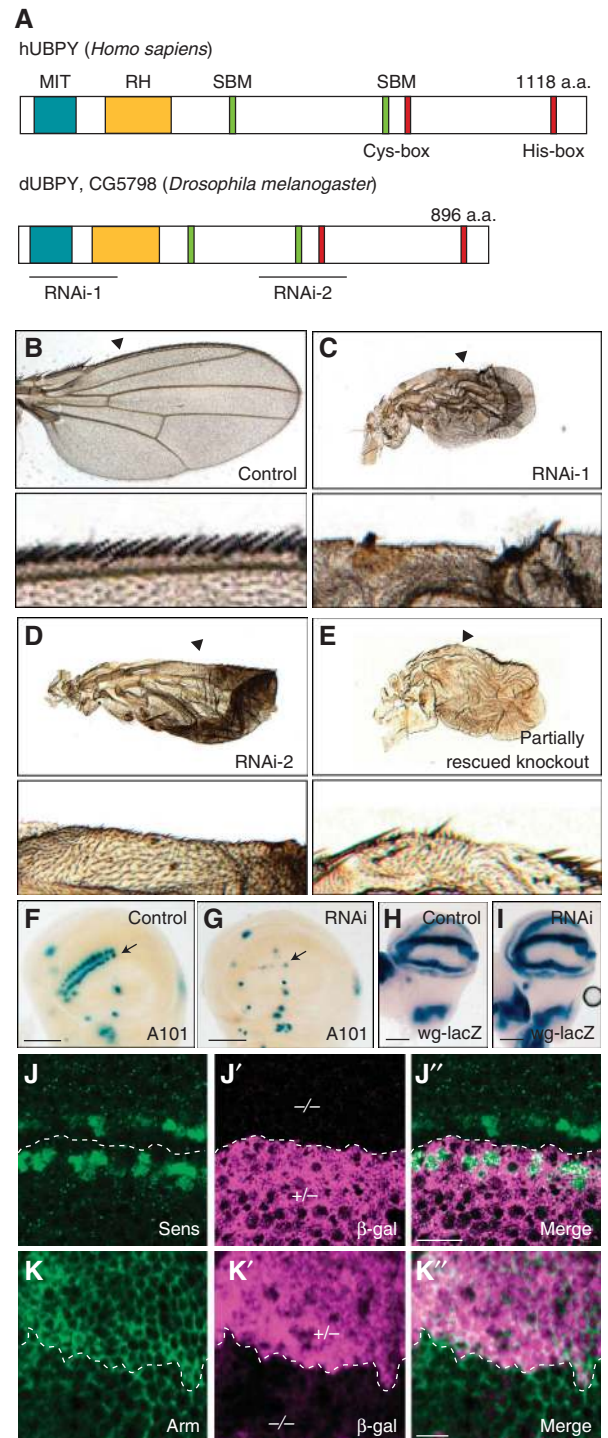 A
hUBPY (Homo sapiens)
MIT RH SBM SBM 1118 a.a.
Cys-box His-box
dUBPY, CG5798 (Drosophila melanogaster)
896 a.a.
RNAi-1 RNAi-2
B
Control
C
RNAi-1
D
RNAi-2
E
Partially
rescued knockout
F Control
A101
G RNAi
A101
H Control
wg-lacZ
I RNAi
wg-lacZ
J
Sens
J′
–/–
+/–
β-gal
J″
Merge
K
Arm
K′
+/–
–/–
β-gal
K″
Merge